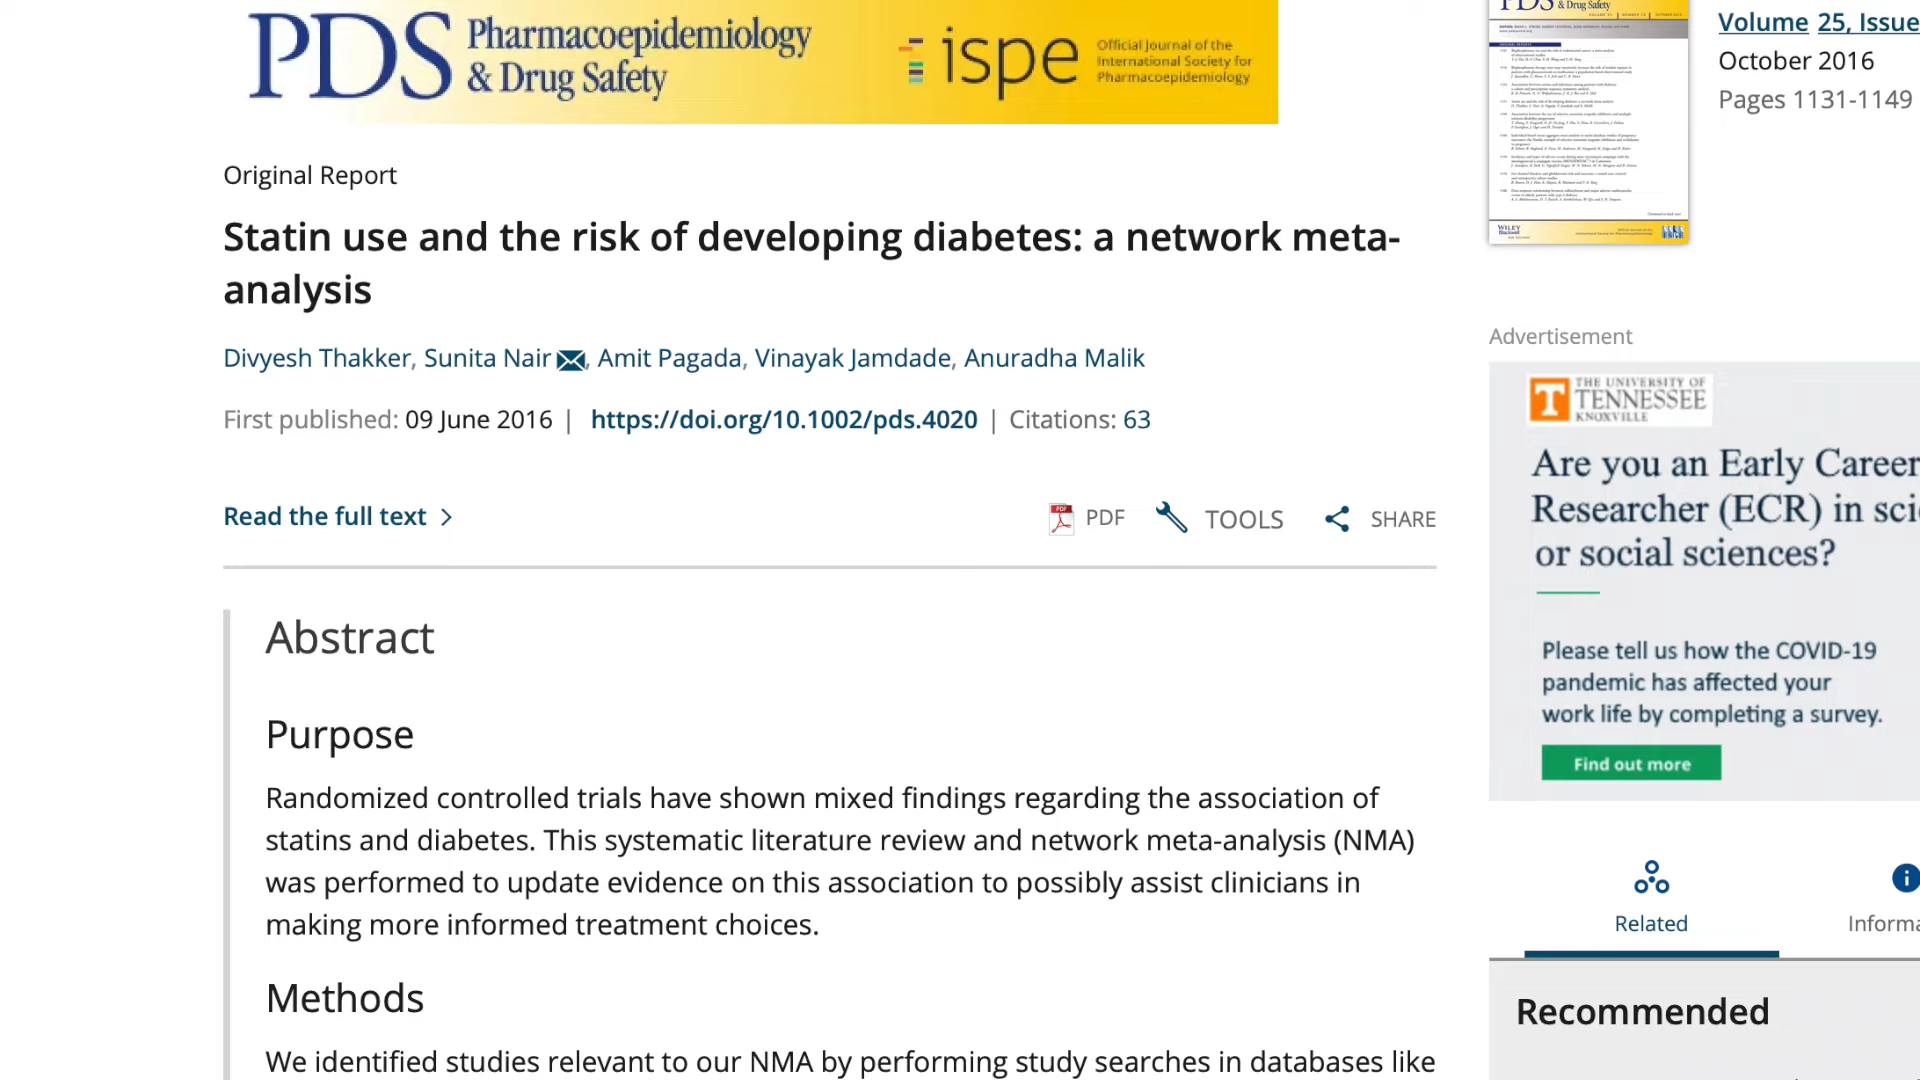 PDS Pharmacoepidemiology
& Drug Safety
ispe
Official Journal of the
International Society for
Pharmacoepidemiology
PDS & Drug Safety
Volume 25, Issue
October 2016
Pages 1131-1149
Original Report
Statin use and the risk of developing diabetes: a network meta-
analysis
Divyesh Thakker, Sunita Nair, Amit Pagada, Vinayak Jamdade, Anuradha Malik
First published: 09 June 2016 | https://doi.org/10.1002/pds.4020 | Citations: 63
Read the full text
PDF
TOOLS
SHARE
Abstract
Purpose
Randomized controlled trials have shown mixed findings regarding the association of
statins and diabetes. This systematic literature review and network meta-analysis (NMA)
was performed to update evidence on this association to possibly assist clinicians in
making more informed treatment choices.
Methods
We identified studies relevant to our NMA by performing study searches in databases like
WILEY
Advertisement
THE UNIVERSITY OF
TENNESSEE
KNOXVILLE
Are you an Early Career
Researcher (ECR) in sci
or social sciences?
Please tell us how the COVID-19
pandemic has affected your
work life by completing a survey.
Find out more
Related
Informa
Recommended